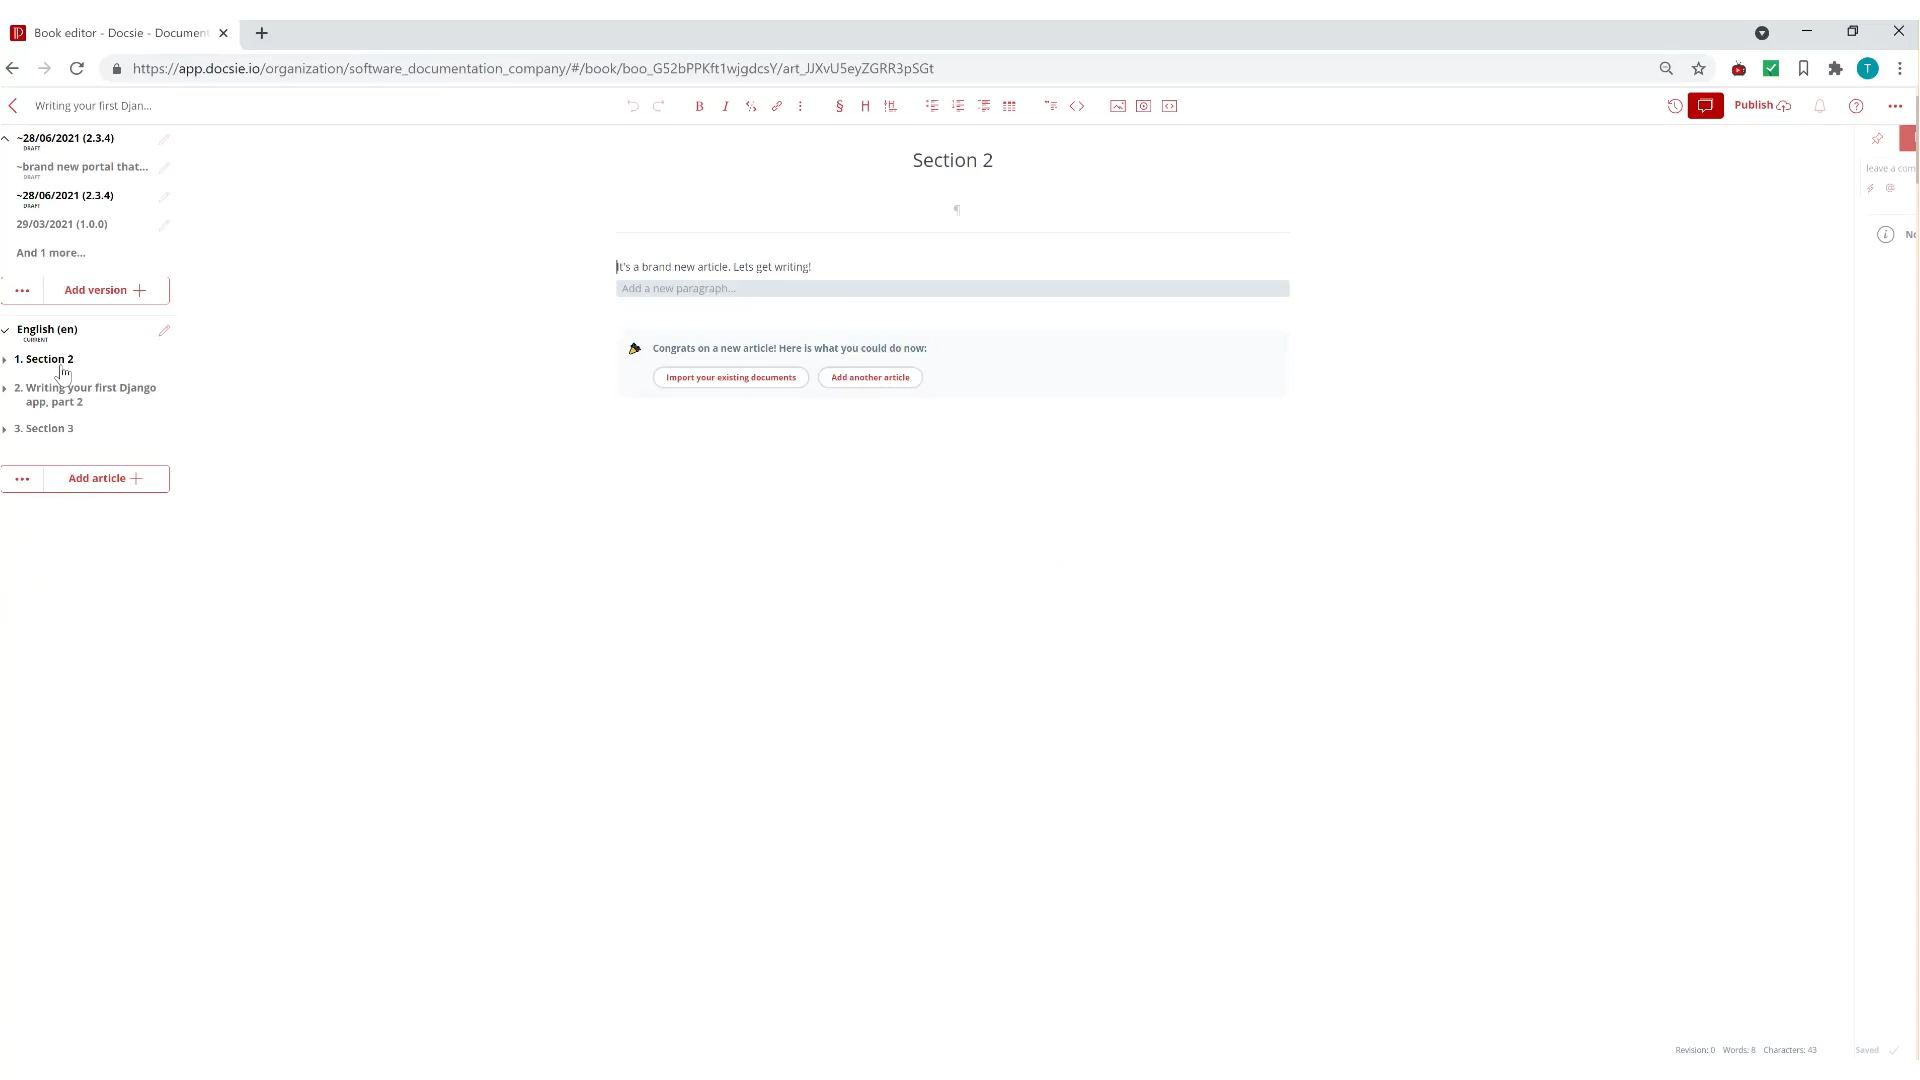 Book editor - Docsie - Document
https://app.docsie.io/organization/software_documentation_company/#/book/boo_G52bPPKft1wjgdcsY/art_JJXvU5eyZGRR3pSGt
T
Writing your first Djan...
B I § H
Publish
~28/06/2021 (2.3.4)
DRAFT
~brand new portal that...
DRAFT
~28/06/2021 (2.3.4)
DRAFT
29/03/2021 (1.0.0)
And 1 more...
Add version
English (en)
CURRENT
1. Section 2
2. Writing your first Django
app, part 2
3. Section 3
Add article
Section 2
¶
It's a brand new article. Lets get writing!
Add a new paragraph...
Congrats on a new article! Here is what you could do now:
Import your existing documents
Add another article
leave a com
No
Revision: 0 Words: 8 Characters: 43 Saved